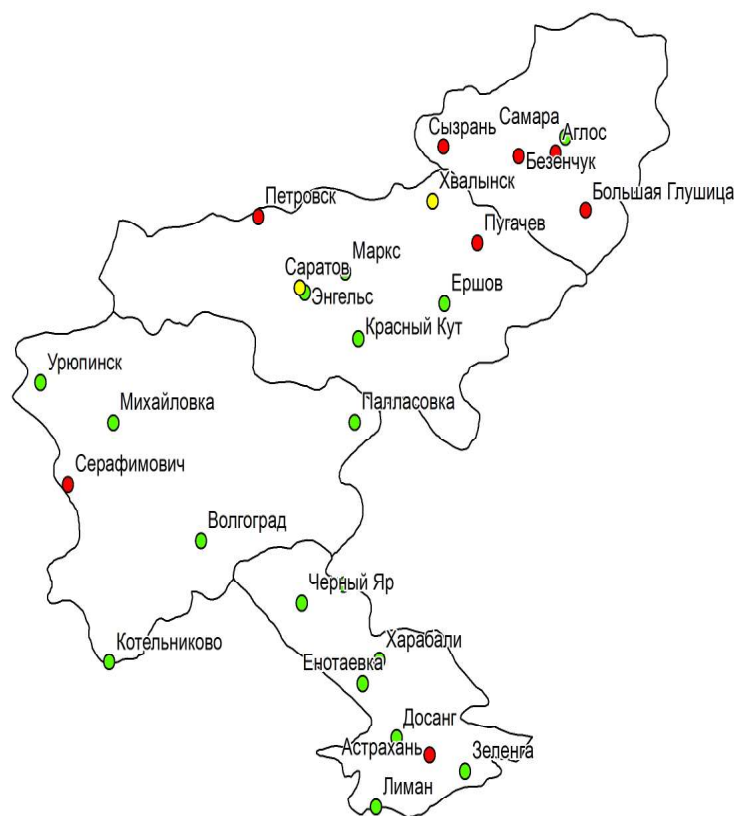 Самара
Сызрань
Аглос
Безенчук
Хвалынск
Петровск
Большая Глушица
Пугачев
Маркс
Саратов
Энгельс
Ершов
Красный Кут
Урюпинск
Михайловка
Палласовка
Серафимович
Волгоград
Черный Яр
Котельниково
Харабали
Енотаевка
Досанг
Астрахань
Зеленга
Лиман